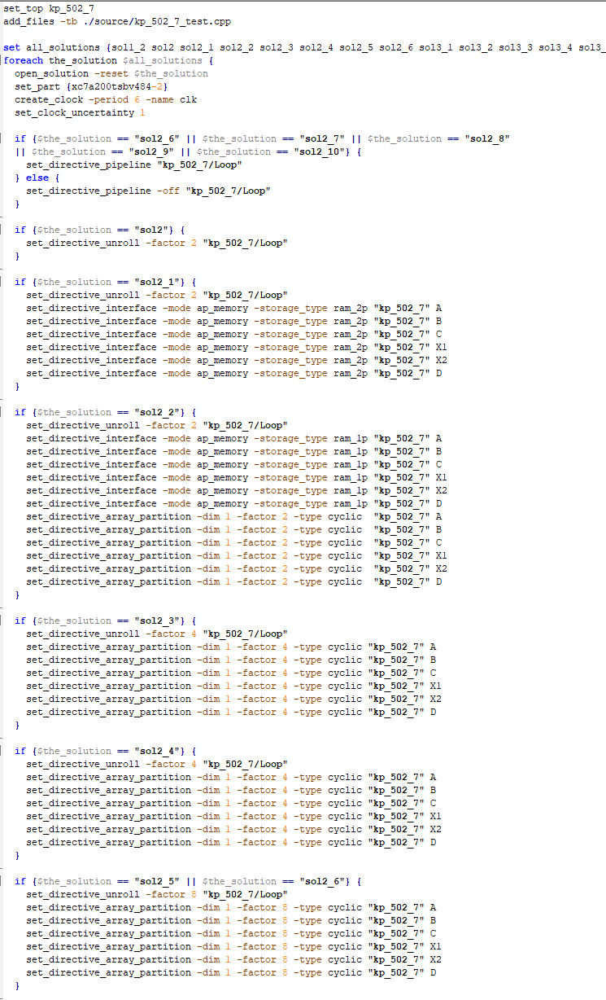 set_top kp_502_7
add_files -tb ./source/kp_502_7_test.cpp
set all_solutions {sol1_2 sol2 sol2_1 sol2_2 sol2_3 sol2_4 sol2_5 sol2_6 sol3_1 sol3_2 sol3_3 sol3_4 sol3_
foreach the_solution $all_solutions {
open_solution -reset $the_solution
set_part {xc7a200tsbv484-2}
create_clock -period 6 -name clk
set_clock_uncertainty 1
if {$the_solution == "sol2_6" || $the_solution == "sol2_7" || $the_solution == "sol2_8"
|| $the_solution == "sol2_9" || $the_solution == "sol2_10"} {
set_directive_pipeline "kp_502_7/Loop"
} else {
set_directive_pipeline -off "kp_502_7/Loop"
}
if {$the_solution == "sol2"} {
set_directive_unroll -factor 2 "kp_502_7/Loop"
}
if {$the_solution == "sol2_1"} {
set_directive_unroll -factor 2 "kp_502_7/Loop"
set_directive_interface -mode ap_memory -storage_type ram_2p "kp_502_7" A
set_directive_interface -mode ap_memory -storage_type ram_2p "kp_502_7" B
set_directive_interface -mode ap_memory -storage_type ram_2p "kp_502_7" C
set_directive_interface -mode ap_memory -storage_type ram_2p "kp_502_7" X1
set_directive_interface -mode ap_memory -storage_type ram_2p "kp_502_7" X2
set_directive_interface -mode ap_memory -storage_type ram_2p "kp_502_7" D
}
if {$the_solution == "sol2_2"} {
set_directive_unroll -factor 2 "kp_502_7/Loop"
set_directive_interface -mode ap_memory -storage_type ram_1p "kp_502_7" A
set_directive_interface -mode ap_memory -storage_type ram_1p "kp_502_7" B
set_directive_interface -mode ap_memory -storage_type ram_1p "kp_502_7" C
set_directive_interface -mode ap_memory -storage_type ram_1p "kp_502_7" X1
set_directive_interface -mode ap_memory -storage_type ram_1p "kp_502_7" X2
set_directive_interface -mode ap_memory -storage_type ram_1p "kp_502_7" D
set_directive_array_partition -dim 1 -factor 2 -type cyclic  "kp_502_7" A
set_directive_array_partition -dim 1 -factor 2 -type cyclic  "kp_502_7" B
set_directive_array_partition -dim 1 -factor 2 -type cyclic  "kp_502_7" C
set_directive_array_partition -dim 1 -factor 2 -type cyclic  "kp_502_7" X1
set_directive_array_partition -dim 1 -factor 2 -type cyclic  "kp_502_7" X2
set_directive_array_partition -dim 1 -factor 2 -type cyclic  "kp_502_7" D
}
if {$the_solution == "sol2_3"} {
set_directive_unroll -factor 4 "kp_502_7/Loop"
set_directive_array_partition -dim 1 -factor 4 -type cyclic "kp_502_7" A
set_directive_array_partition -dim 1 -factor 4 -type cyclic "kp_502_7" B
set_directive_array_partition -dim 1 -factor 4 -type cyclic "kp_502_7" C
set_directive_array_partition -dim 1 -factor 4 -type cyclic "kp_502_7" X1
set_directive_array_partition -dim 1 -factor 4 -type cyclic "kp_502_7" X2
set_directive_array_partition -dim 1 -factor 4 -type cyclic "kp_502_7" D
}
if {$the_solution == "sol2_4"} {
set_directive_unroll -factor 4 "kp_502_7/Loop"
set_directive_array_partition -dim 1 -factor 4 -type cyclic "kp_502_7" A
set_directive_array_partition -dim 1 -factor 4 -type cyclic "kp_502_7" B
set_directive_array_partition -dim 1 -factor 4 -type cyclic "kp_502_7" C
set_directive_array_partition -dim 1 -factor 4 -type cyclic "kp_502_7" X1
set_directive_array_partition -dim 1 -factor 4 -type cyclic "kp_502_7" X2
set_directive_array_partition -dim 1 -factor 4 -type cyclic "kp_502_7" D
}
if {$the_solution == "sol2_5" || $the_solution == "sol2_6"} {
set_directive_unroll -factor 8 "kp_502_7/Loop"
set_directive_array_partition -dim 1 -factor 8 -type cyclic "kp_502_7" A
set_directive_array_partition -dim 1 -factor 8 -type cyclic "kp_502_7" B
set_directive_array_partition -dim 1 -factor 8 -type cyclic "kp_502_7" C
set_directive_array_partition -dim 1 -factor 8 -type cyclic "kp_502_7" X1
set_directive_array_partition -dim 1 -factor 8 -type cyclic "kp_502_7" X2
set_directive_array_partition -dim 1 -factor 8 -type cyclic "kp_502_7" D
}